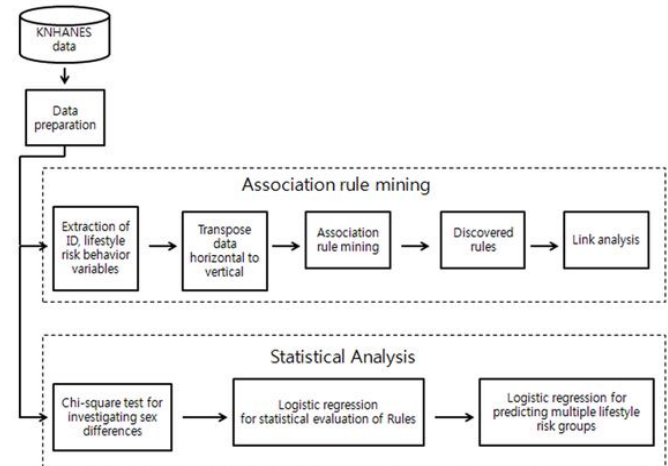 KNHANES
data
Data
preparation
Association rule mining
Extraction of
ID, lifestyle
risk behavior
variables
Transpose
data
horizontal to
vertical
Association
rule mining
Discovered
rules
Link analysis
Statistical Analysis
Chi-square test for
investigating sex
differences
Logistic regression
for statistical evaluation of Rules
Logistic regression for
predicting multiple lifestyle
risk groups